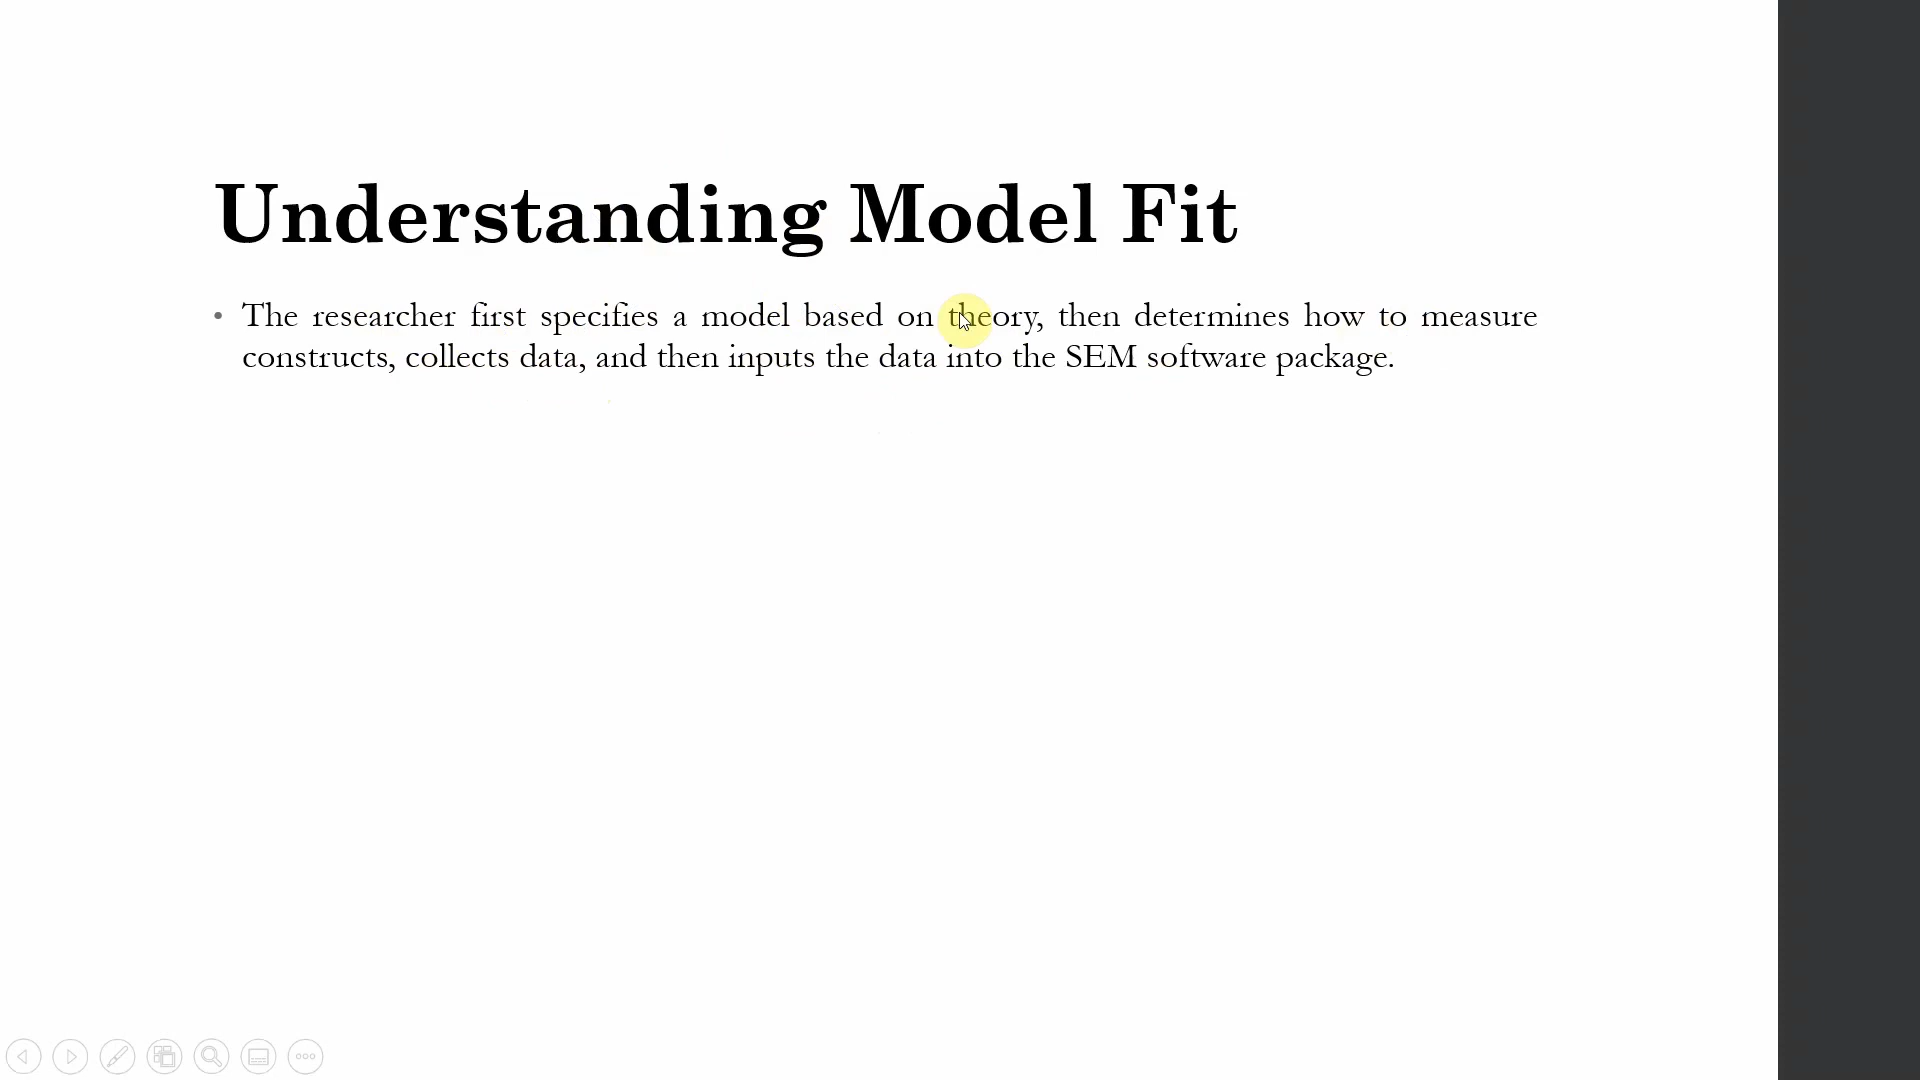 Understanding Model Fit
• The researcher first specifies a model based on theory, then determines how to measure
constructs, collects data, and then inputs the data into the SEM software package.